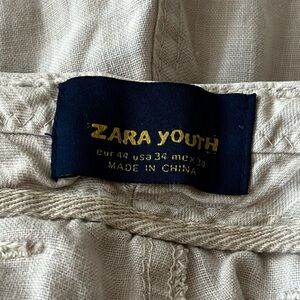 ZARA YOUTH
eur 44 usa 34 mex 34
MADE IN CHINA